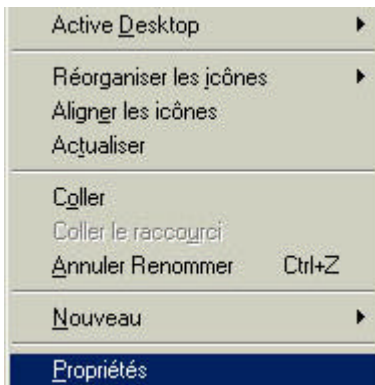 Active Desktop
Réorganiser les icônes
Aligner les icônes
Actualiser
Coller
Coller le raccourci
Annuler Renommer Ctrl+Z
Nouveau
Propriétés